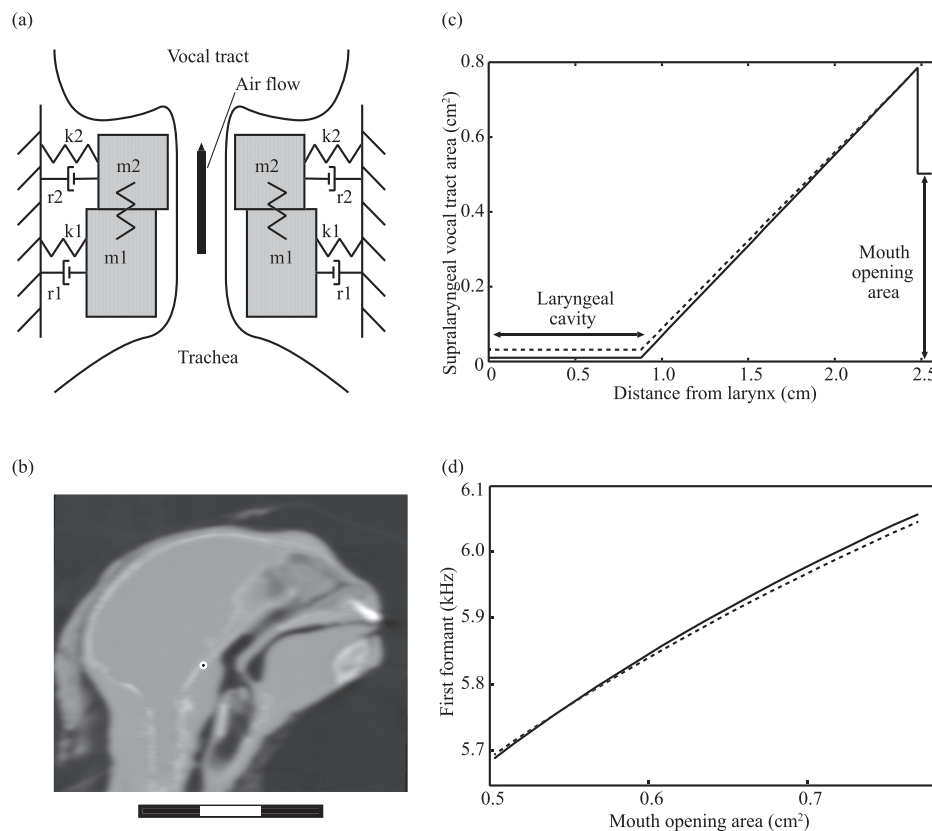 (a)
Vocal tract
Air flow
k2
k2
m2
m2
r2
r2
k1
k1
m1
m1
r1
r1
Trachea
(c)
Supralaryngeal vocal tract area (cm²)
0.8
0.6
0.4
0.2
0
Laryngeal
cavity
Mouth
opening
area
0
0.5
1.0
1.5
2.0
2.5
Distance from larynx (cm)
(b)
(d)
First formant (kHz)
6.1
6.0
5.9
5.8
5.7
0.5
0.6
0.7
Mouth opening area (cm²)